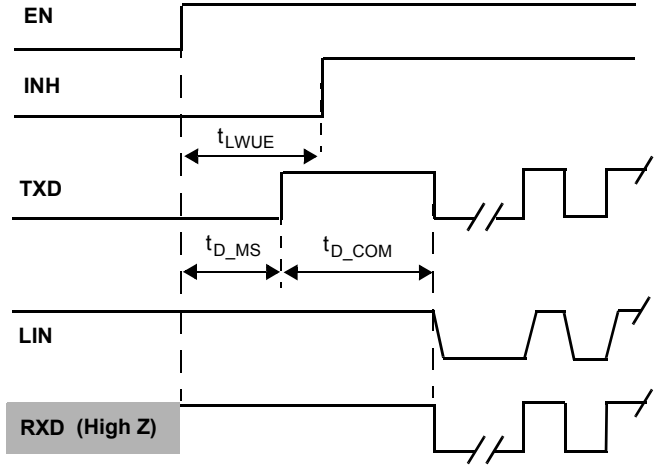 EN
INH
tLWUE
TXD
tD_MS
tD_COM
LIN
RXD (High Z)